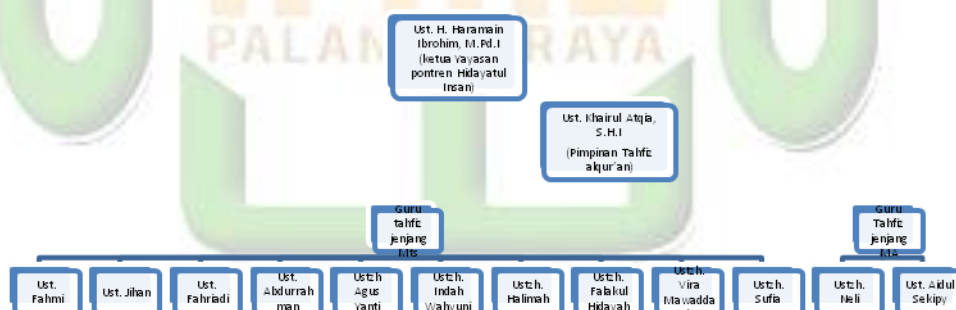 PALANGKARAYA
Ust. H. Haramain
Ibrohim, M.Pd.I
(ketua Yayasan
pontren Hidayatul
Insan)
Ust. Khairul Atqia,
S.H.I
(Pimpinan Tahfiz
alqur'an)
Guru
tahfiz
jenjang
Mts
Guru
Tahfiz
jenjang
MA
Ust.
Fahmi
Ust. Jihan
Ust.
Fahriadi
Ust.
Abdurrah
man
Ustzh
Agus
Yanti
Ustzh.
Indah
Wahyuni
Ustzh.
Halimah
Ustzh.
Falakul
Hidayah
Ustzh.
Vira
Mawadda
Ustzh.
Sufia
Ustzh.
Neli
Ust. Aidul
Sekipy